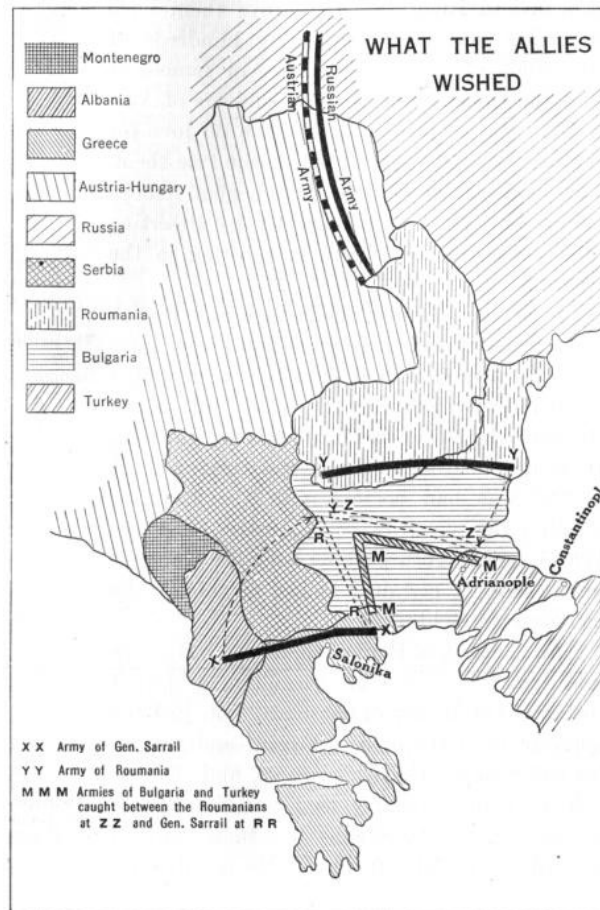 WHAT THE ALLIES
WISHED
Montenegro
Albania
Greece
Austria-Hungary
Russia
Serbia
Roumania
Bulgaria
Turkey
Austrian Army
Russian Army
Y Y
Y Z Z Y
R
M M
Adrianople
Constantinople
R M
X X
Salonika
X X Army of Gen. Sarrail
Y Y Army of Roumania
M M M Armies of Bulgaria and Turkey
caught between the Roumanians
at Z Z and Gen. Sarrail at R R